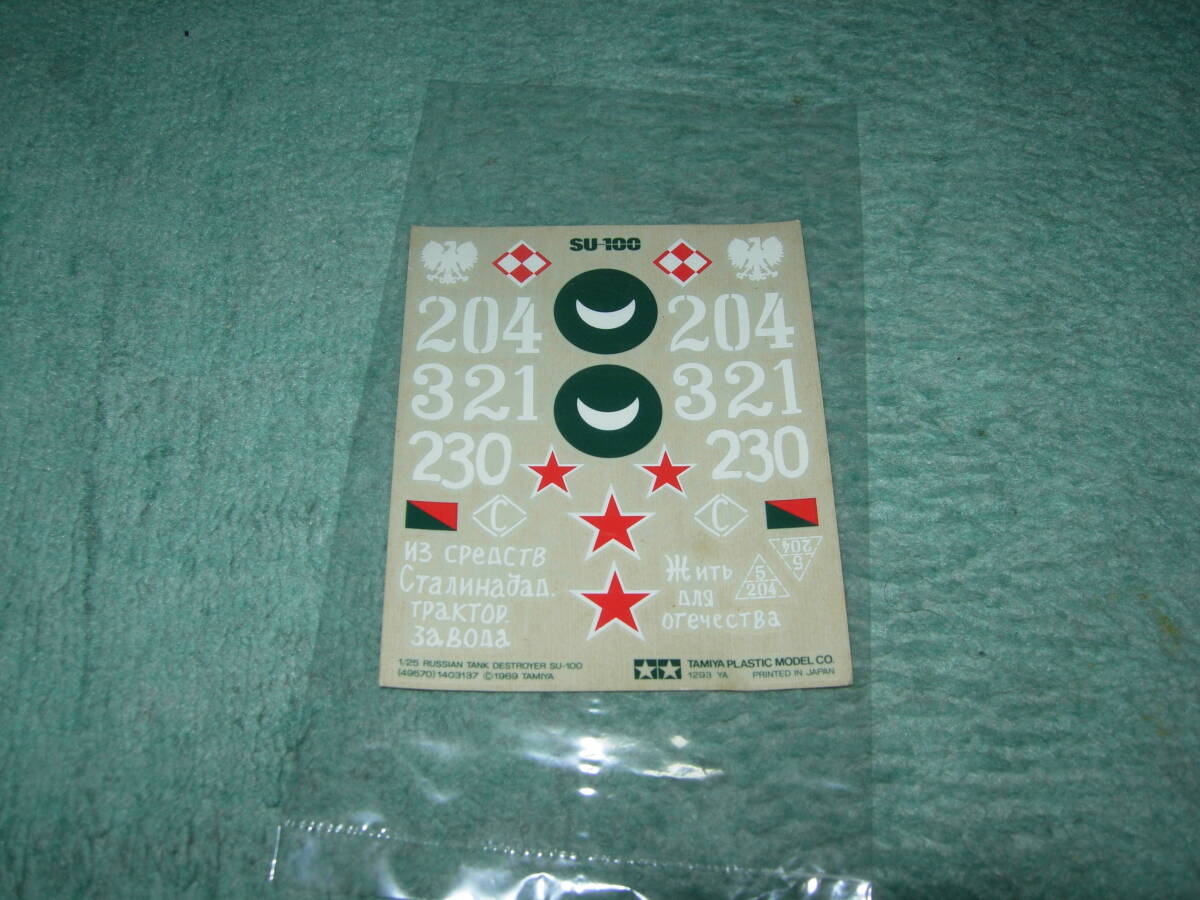 SU-100
204 204
321 321
230 230
С С
из средств
Сталинабад.
трактор.
завода
Жить
для
отечества
5
204
5
204
1/25 RUSSIAN TANK DESTROYER SU-100
(49570)1403137 ©1969 TAMIYA
TAMIYA PLASTIC MODEL CO.
1293 YA PRINTED IN JAPAN